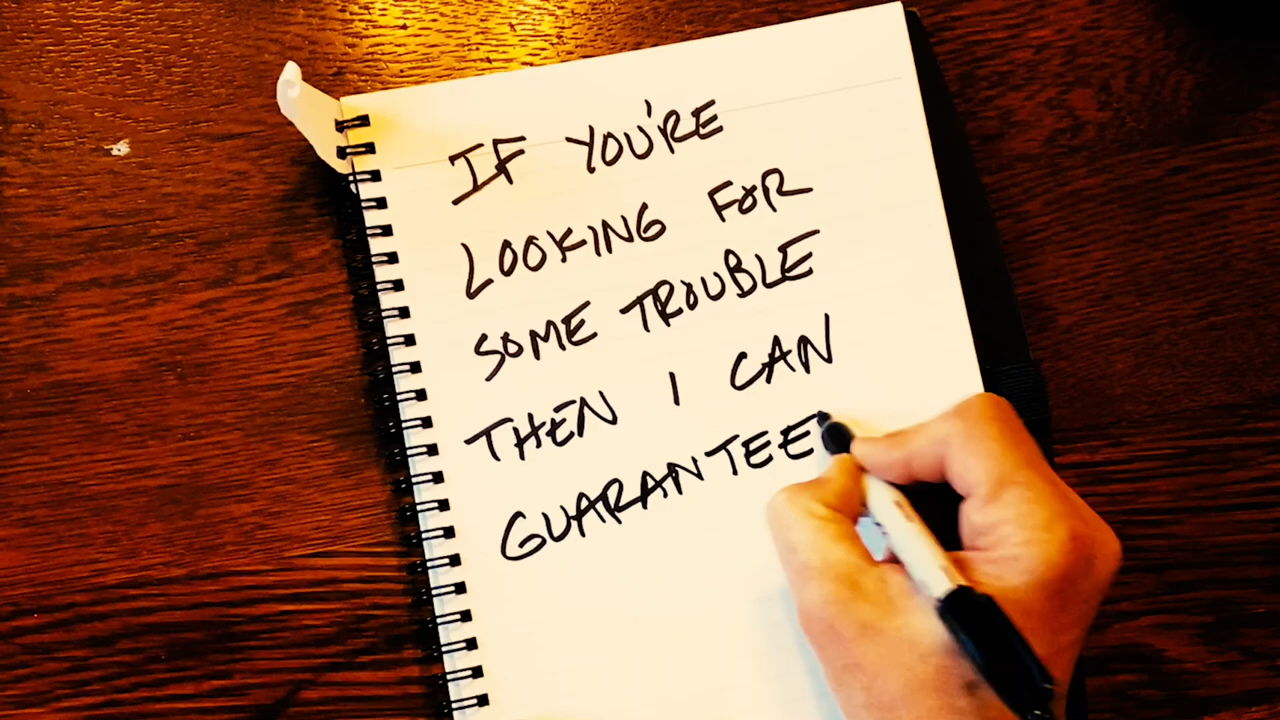 IF YOU'RE
LOOKING FOR
SOME TROUBLE
THEN I CAN
GUARANTEE